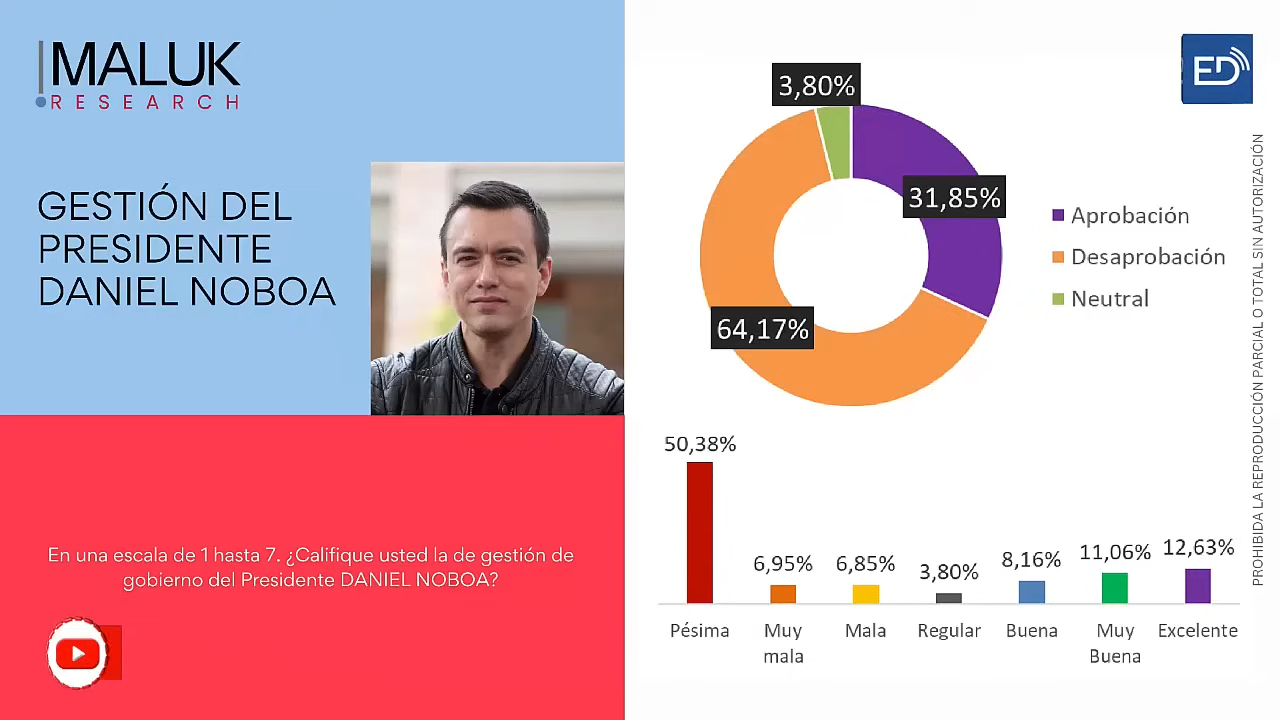 MALUK
RESEARCH
GESTIÓN DEL
PRESIDENTE
DANIEL NOBOA
En una escala de 1 hasta 7. ¿Califique usted la de gestión de
gobierno del Presidente DANIEL NOBOA?
ED
3,80%
31,85%
64,17%
Aprobación
Desaprobación
Neutral
50,38%
6,95%
6,85%
3,80%
8,16%
11,06%
12,63%
Pésima
Muy
mala
Mala
Regular
Buena
Muy
Buena
Excelente
PROHIBIDA LA REPRODUCCIÓN PARCIAL O TOTAL SIN AUTORIZACIÓN